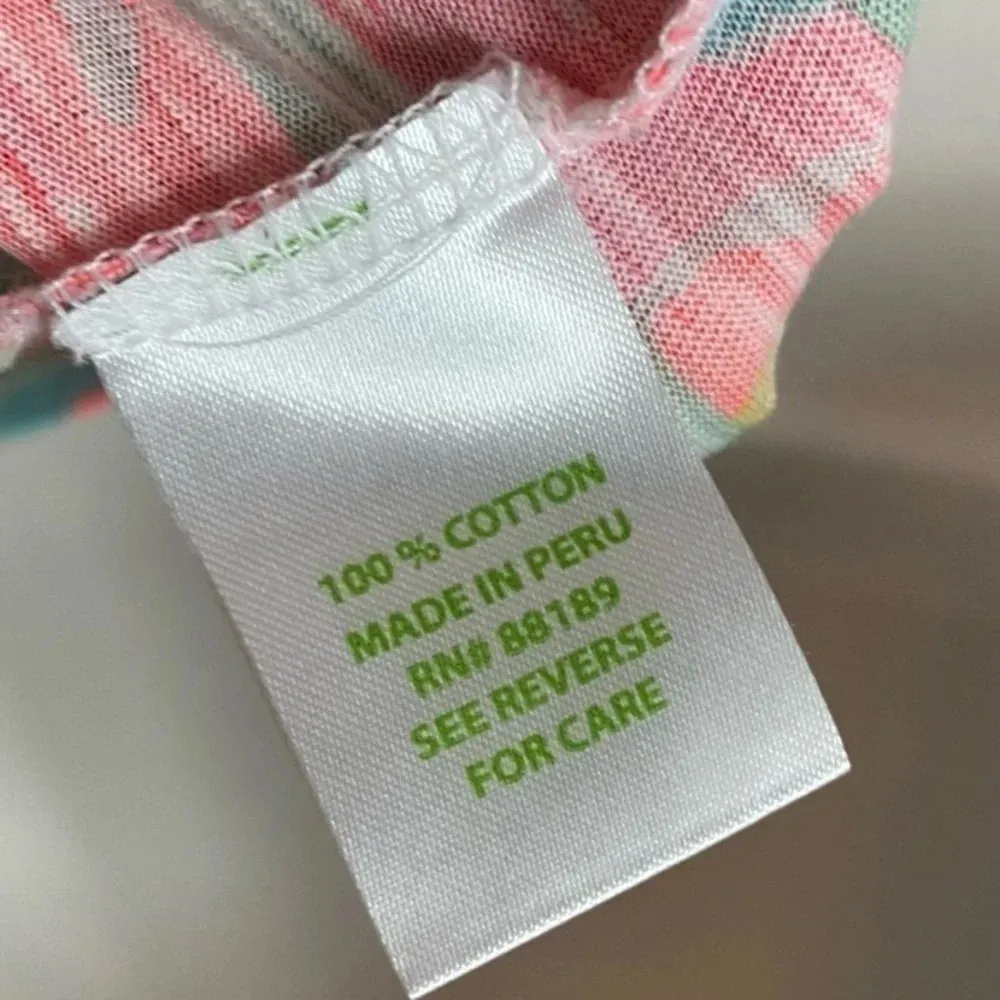 100 % COTTON
MADE IN PERU
RN# 88189
SEE REVERSE
FOR CARE